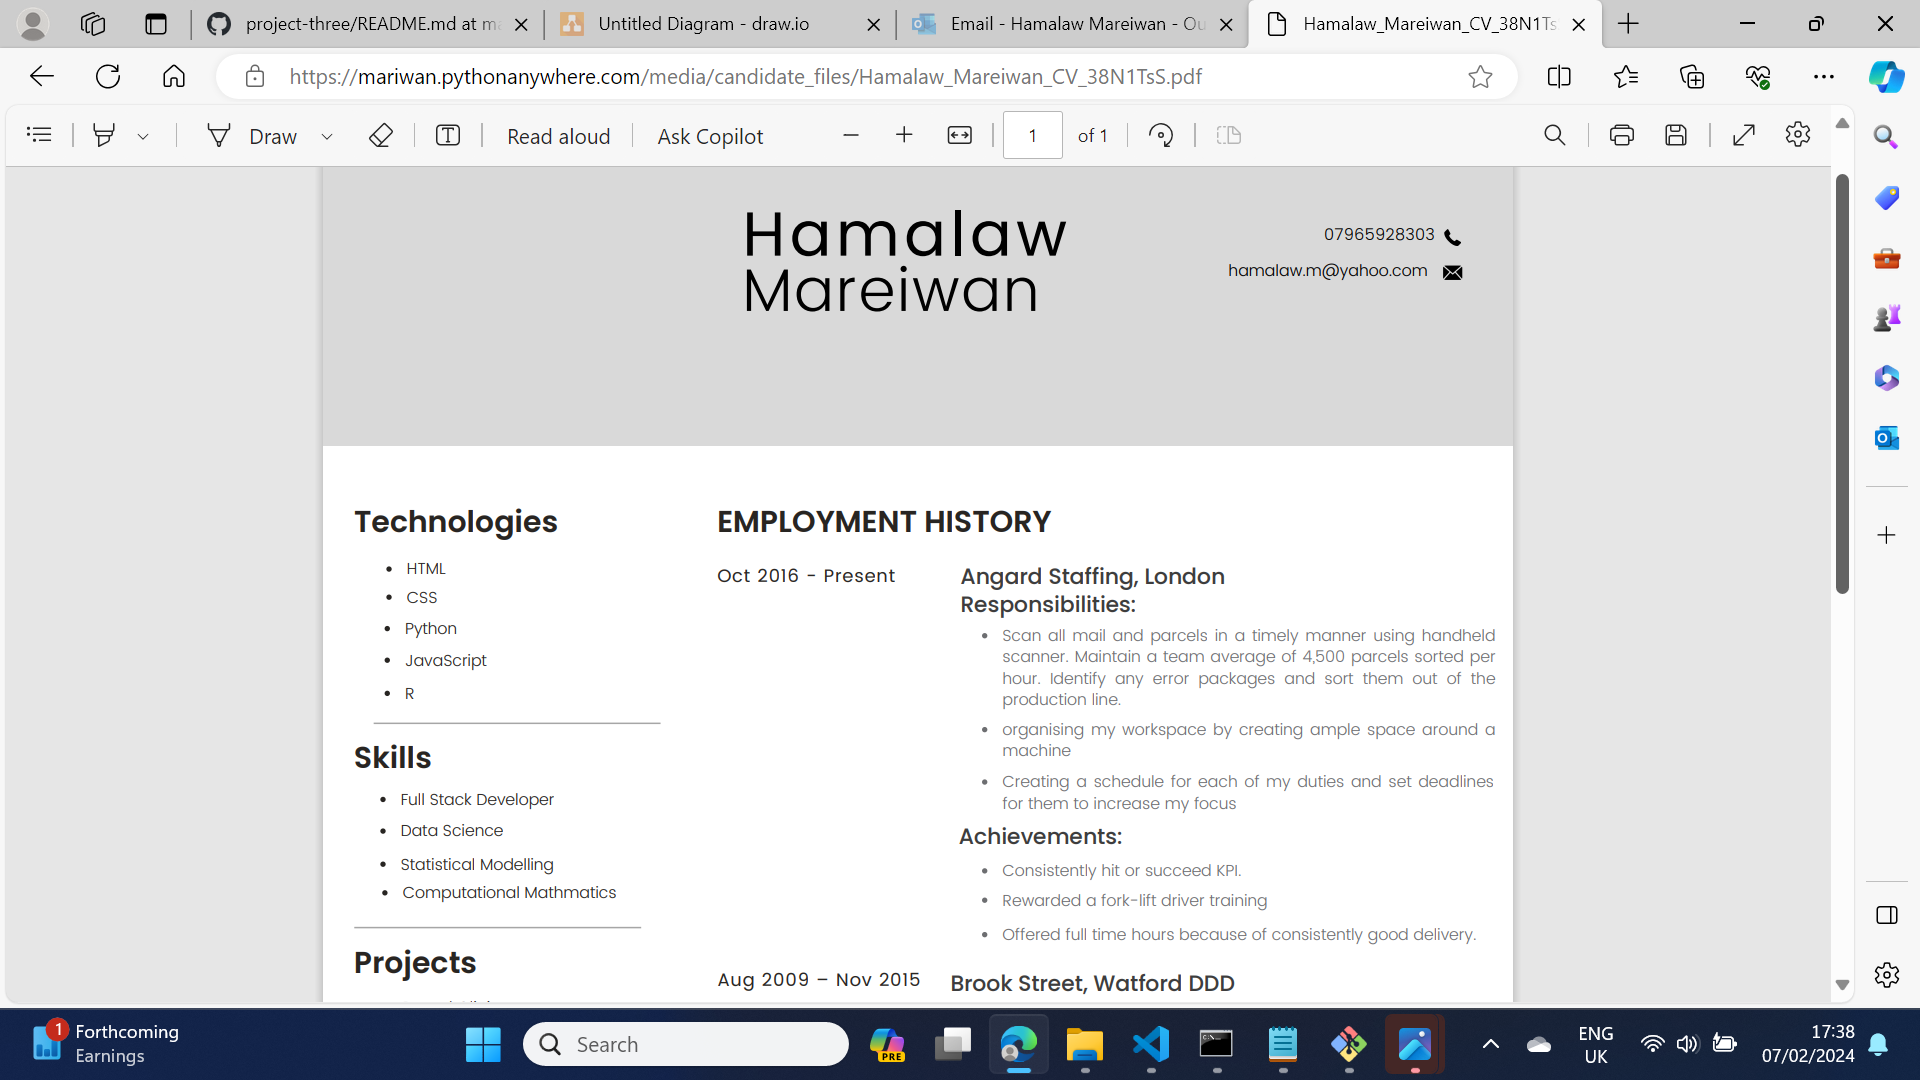 project-three/README.md at ma
Untitled Diagram - draw.io
Email - Hamalaw Mareiwan - Ou
Hamalaw_Mareiwan_CV_38N1Ts
https://mariwan.pythonanywhere.com/media/candidate_files/Hamalaw_Mareiwan_CV_38N1TsS.pdf
Draw
Read aloud
Ask Copilot
1
of 1
Hamalaw
Mareiwan
07965928303
hamalaw.m@yahoo.com
Technologies
• HTML
• CSS
• Python
• JavaScript
• R
Skills
• Full Stack Developer
• Data Science
• Statistical Modelling
• Computational Mathmatics
Projects
EMPLOYMENT HISTORY
Oct 2016 - Present
Angard Staffing, London
Responsibilities:
• Scan all mail and parcels in a timely manner using handheld
scanner. Maintain a team average of 4,500 parcels sorted per
hour. Identify any error packages and sort them out of the
production line.
• organising my workspace by creating ample space around a
machine
• Creating a schedule for each of my duties and set deadlines
for them to increase my focus
Achievements:
• Consistently hit or succeed KPI.
• Rewarded a fork-lift driver training
• Offered full time hours because of consistently good delivery.
Aug 2009 – Nov 2015
Brook Street, Watford DDD
1
Forthcoming
Earnings
Search
PRE
ENG
UK
17:38
07/02/2024